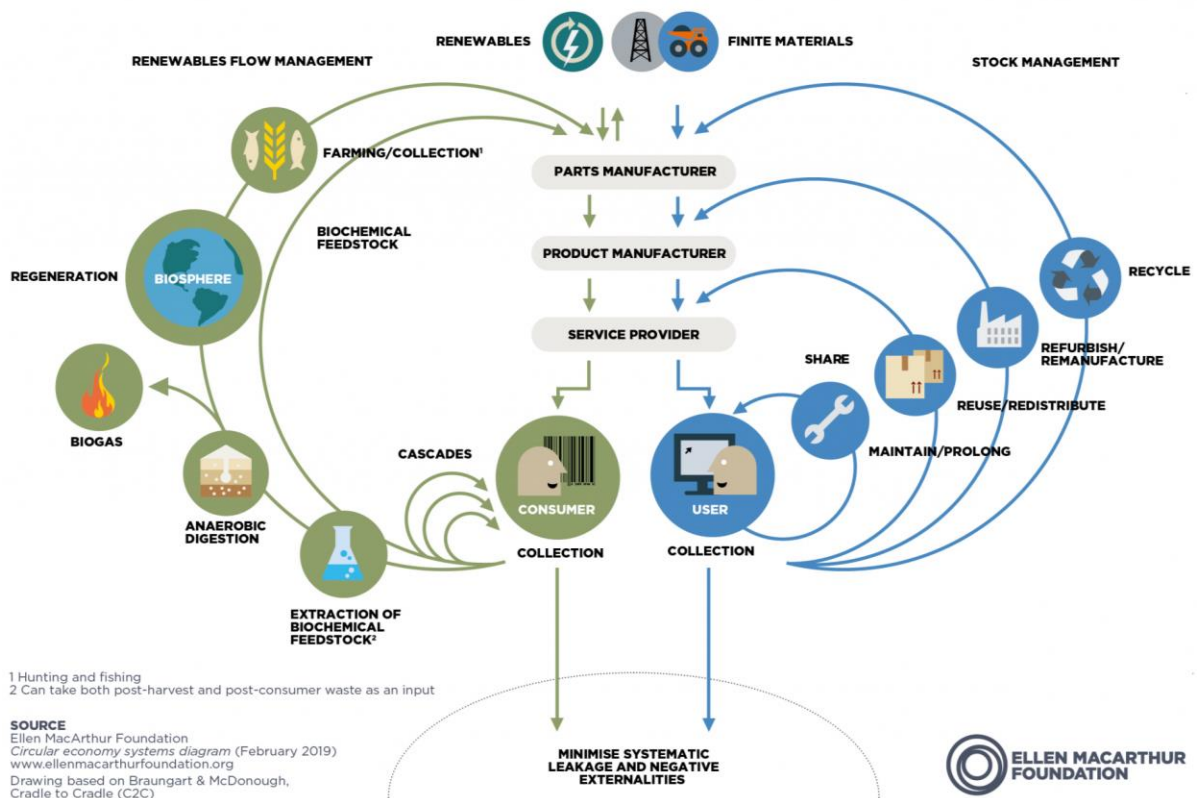 RENEWABLES
FINITE MATERIALS
RENEWABLES FLOW MANAGEMENT
STOCK MANAGEMENT
FARMING/COLLECTION¹
PARTS MANUFACTURER
BIOCHEMICAL
FEEDSTOCK
PRODUCT MANUFACTURER
REGENERATION
BIOSPHERE
RECYCLE
SERVICE PROVIDER
SHARE
REFURBISH/
REMANUFACTURE
REUSE/REDISTRIBUTE
BIOGAS
CASCADES
MAINTAIN/PROLONG
CONSUMER
USER
ANAEROBIC
DIGESTION
COLLECTION
COLLECTION
EXTRACTION OF
BIOCHEMICAL
FEEDSTOCK²
1 Hunting and fishing
2 Can take both post-harvest and post-consumer waste as an input
SOURCE
Ellen MacArthur Foundation
Circular economy systems diagram (February 2019)
www.ellenmacarthurfoundation.org
Drawing based on Braungart & McDonough,
Cradle to Cradle (C2C)
MINIMISE SYSTEMATIC
LEAKAGE AND NEGATIVE
EXTERNALITIES
ELLEN MACARTHUR
FOUNDATION